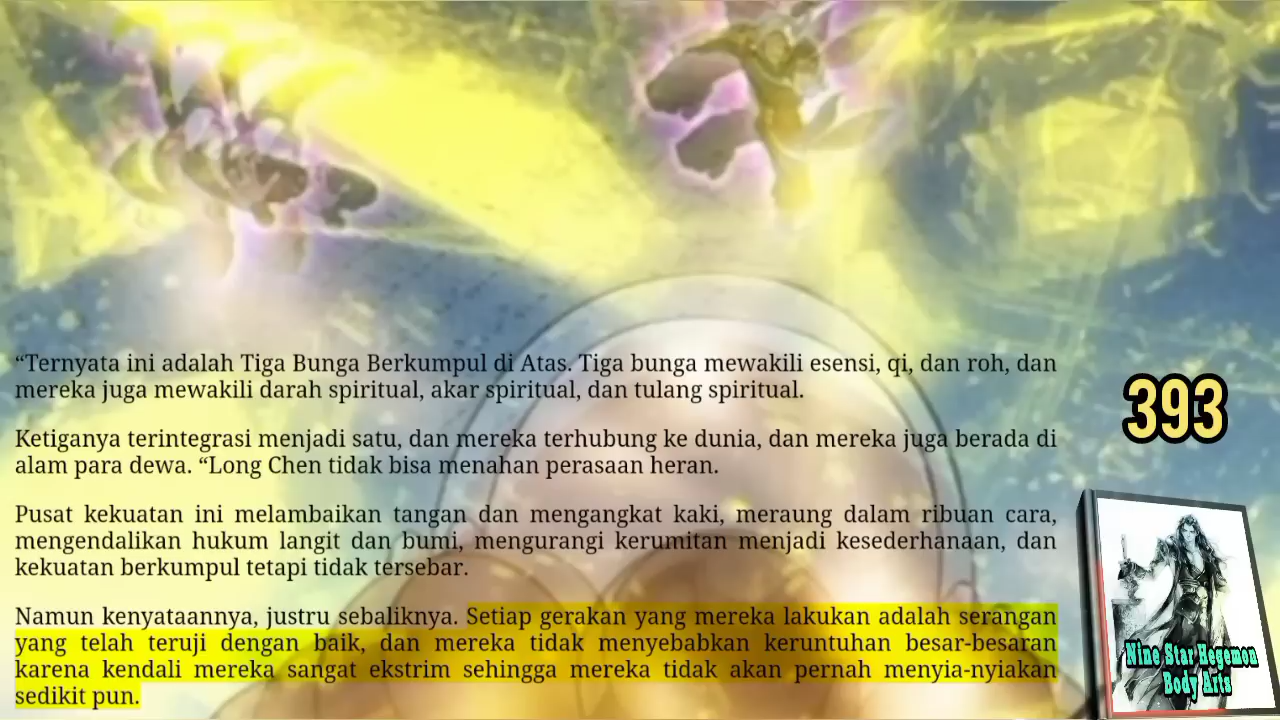 “Ternyata ini adalah Tiga Bunga Berkumpul di Atas. Tiga bunga mewakili esensi, qi, dan roh, dan
mereka juga mewakili darah spiritual, akar spiritual, dan tulang spiritual.
Ketiganya terintegrasi menjadi satu, dan mereka terhubung ke dunia, dan mereka juga berada di
alam para dewa. “Long Chen tidak bisa menahan perasaan heran.
Pusat kekuatan ini melambaikan tangan dan mengangkat kaki, meraung dalam ribuan cara,
mengendalikan hukum langit dan bumi, mengurangi kerumitan menjadi kesederhanaan, dan
kekuatan berkumpul tetapi tidak tersebar.
Namun kenyataannya, justru sebaliknya. Setiap gerakan yang mereka lakukan adalah serangan
yang telah teruji dengan baik, dan mereka tidak menyebabkan keruntuhan besar-besaran
karena kendali mereka sangat ekstrim sehingga mereka tidak akan pernah menyia-nyiakan
sedikit pun.
393
Nine Star Hegemon
Body Arts